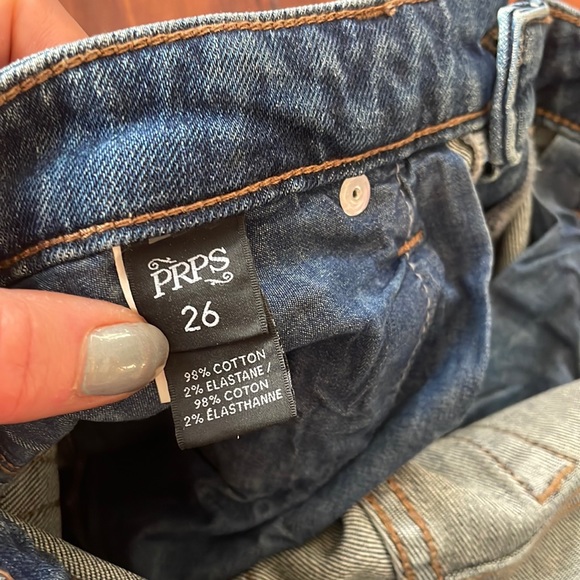 PRPS
26
98% COTTON
2% ELASTANE /
98% COTON
2% ÉLASTHANNE